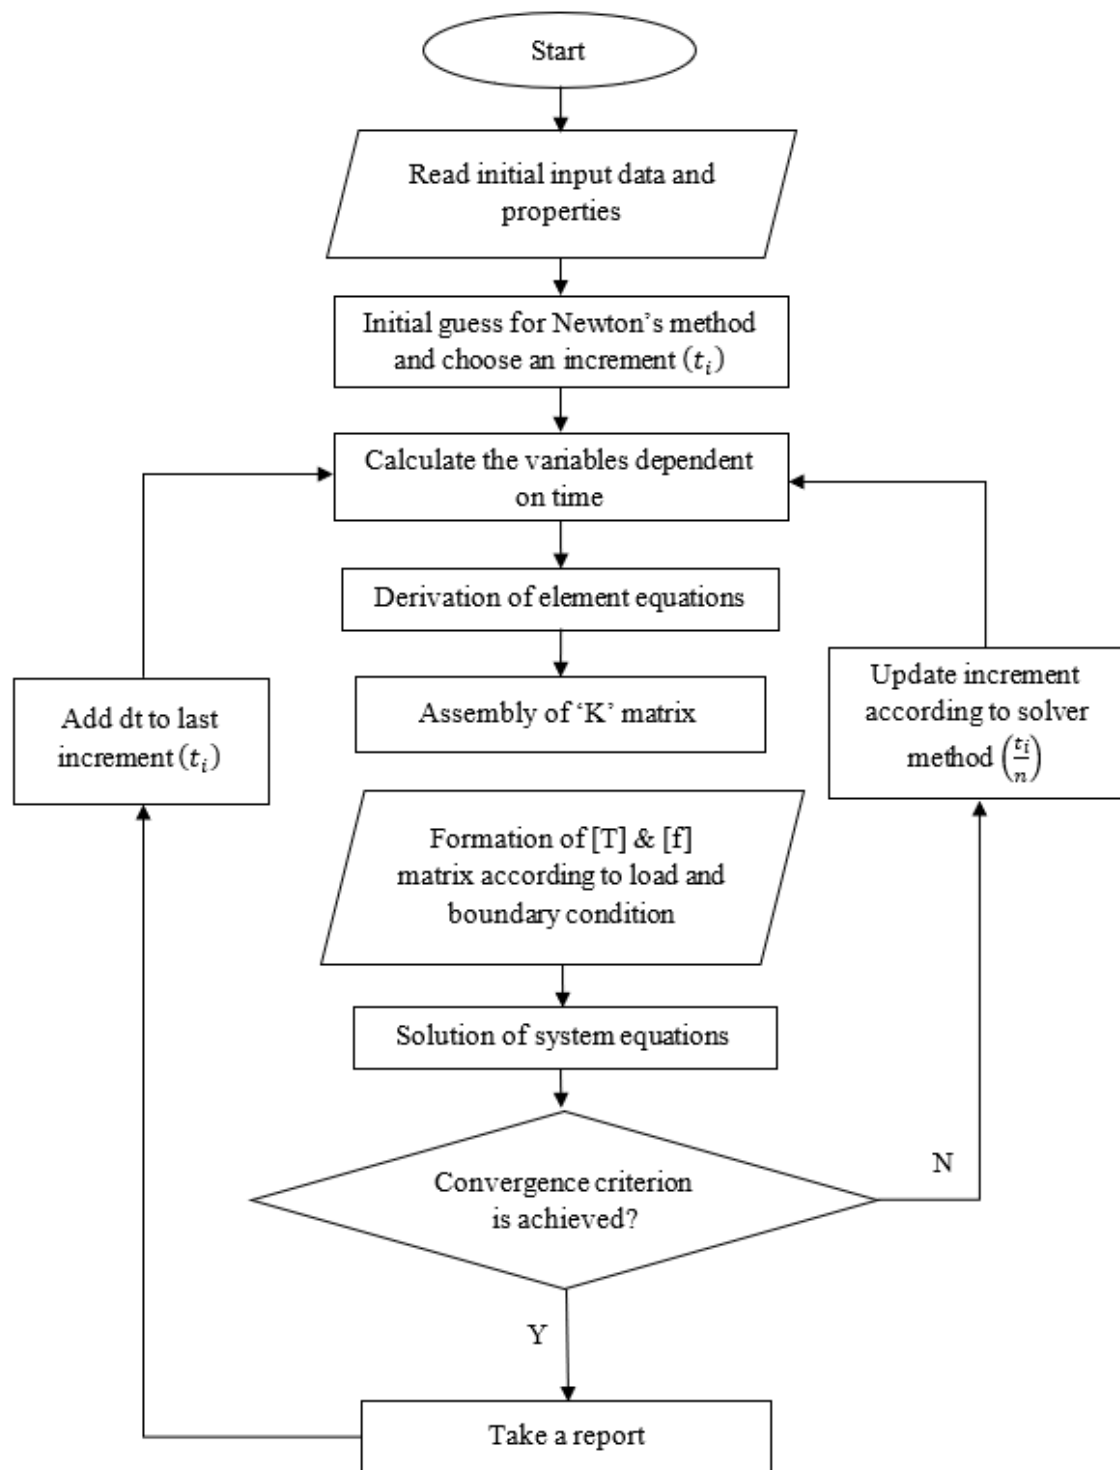 Start
Read initial input data and
properties
Initial guess for Newton’s method
and choose an increment (tᵢ)
Calculate the variables dependent
on time
Derivation of element equations
Assembly of ‘K’ matrix
Add dt to last
increment (tᵢ)
Update increment
according to solver
method (tᵢ/n)
Formation of [T] & [f]
matrix according to load and
boundary condition
Solution of system equations
Convergence criterion
is achieved?
N
Y
Take a report